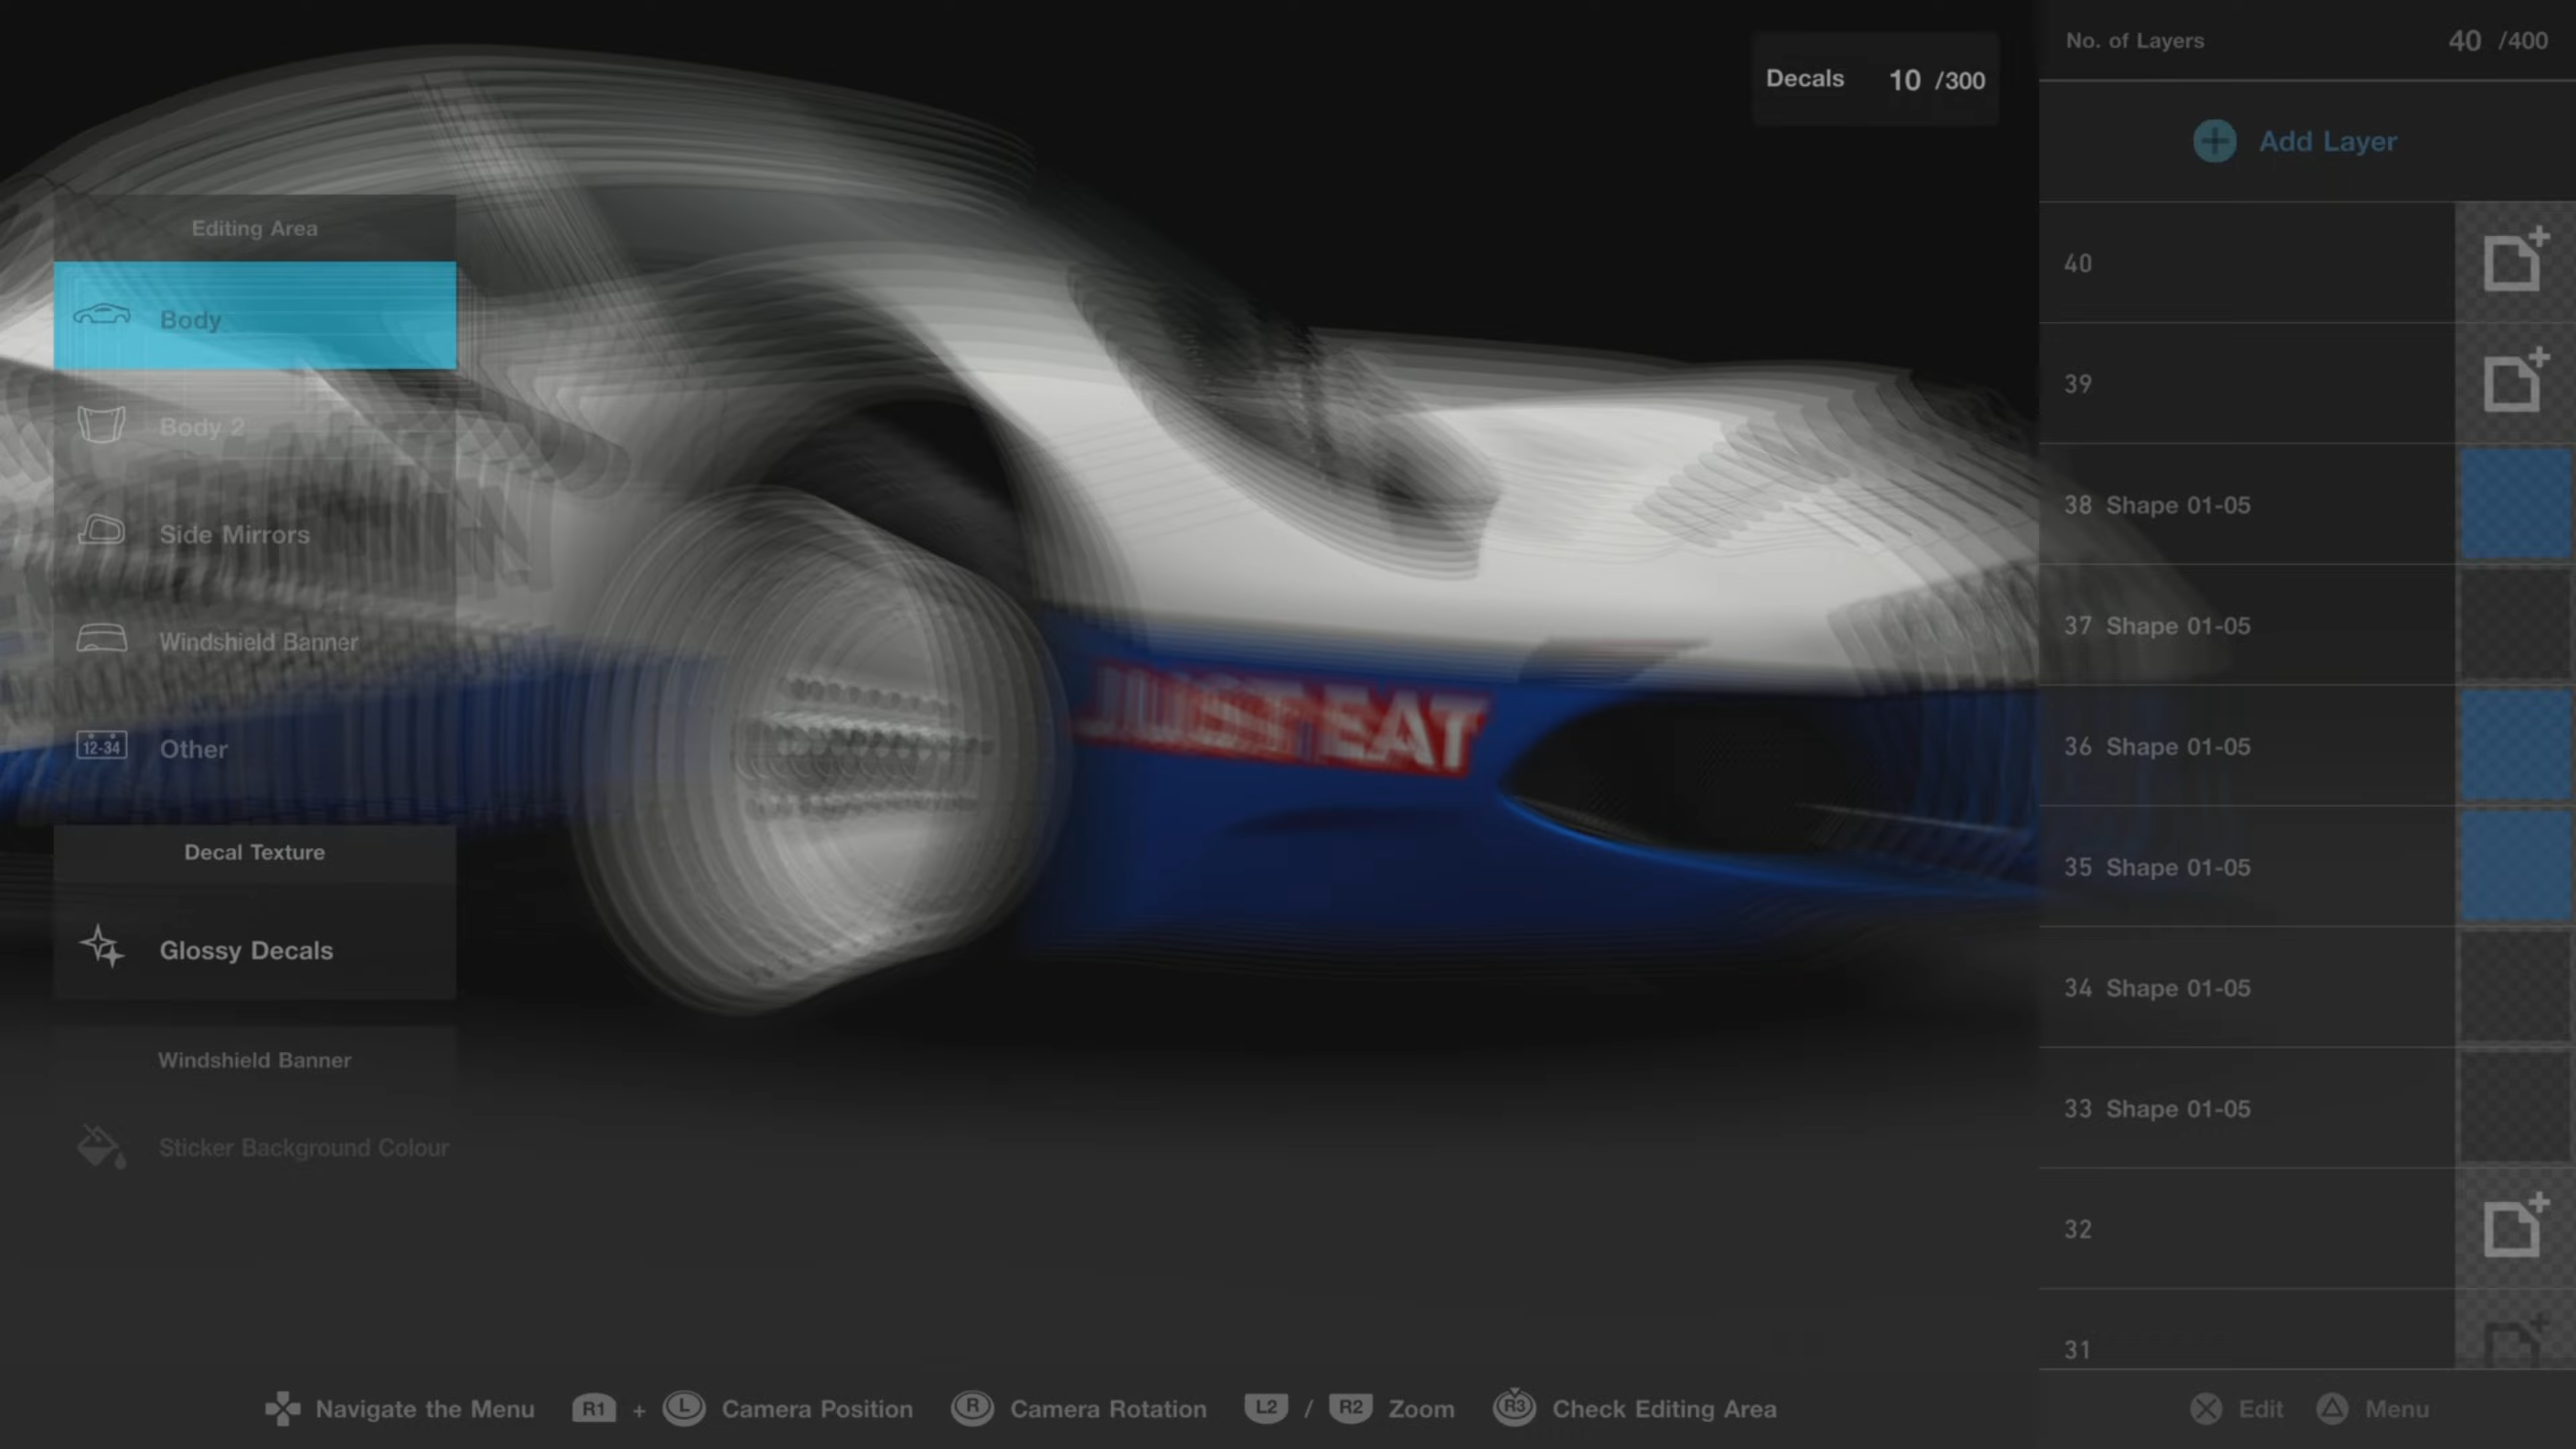 No. of Layers 40 /400
Decals 10 /300
Add Layer
Editing Area
Body
Body 2
Side Mirrors
Windshield Banner
12-34 Other
Decal Texture
Glossy Decals
Windshield Banner
Sticker Background Colour
JUST EAT
40
39
38 Shape 01-05
37 Shape 01-05
36 Shape 01-05
35 Shape 01-05
34 Shape 01-05
33 Shape 01-05
32
31
Navigate the Menu R1 + L Camera Position R Camera Rotation L2 / R2 Zoom R3 Check Editing Area
Edit Menu